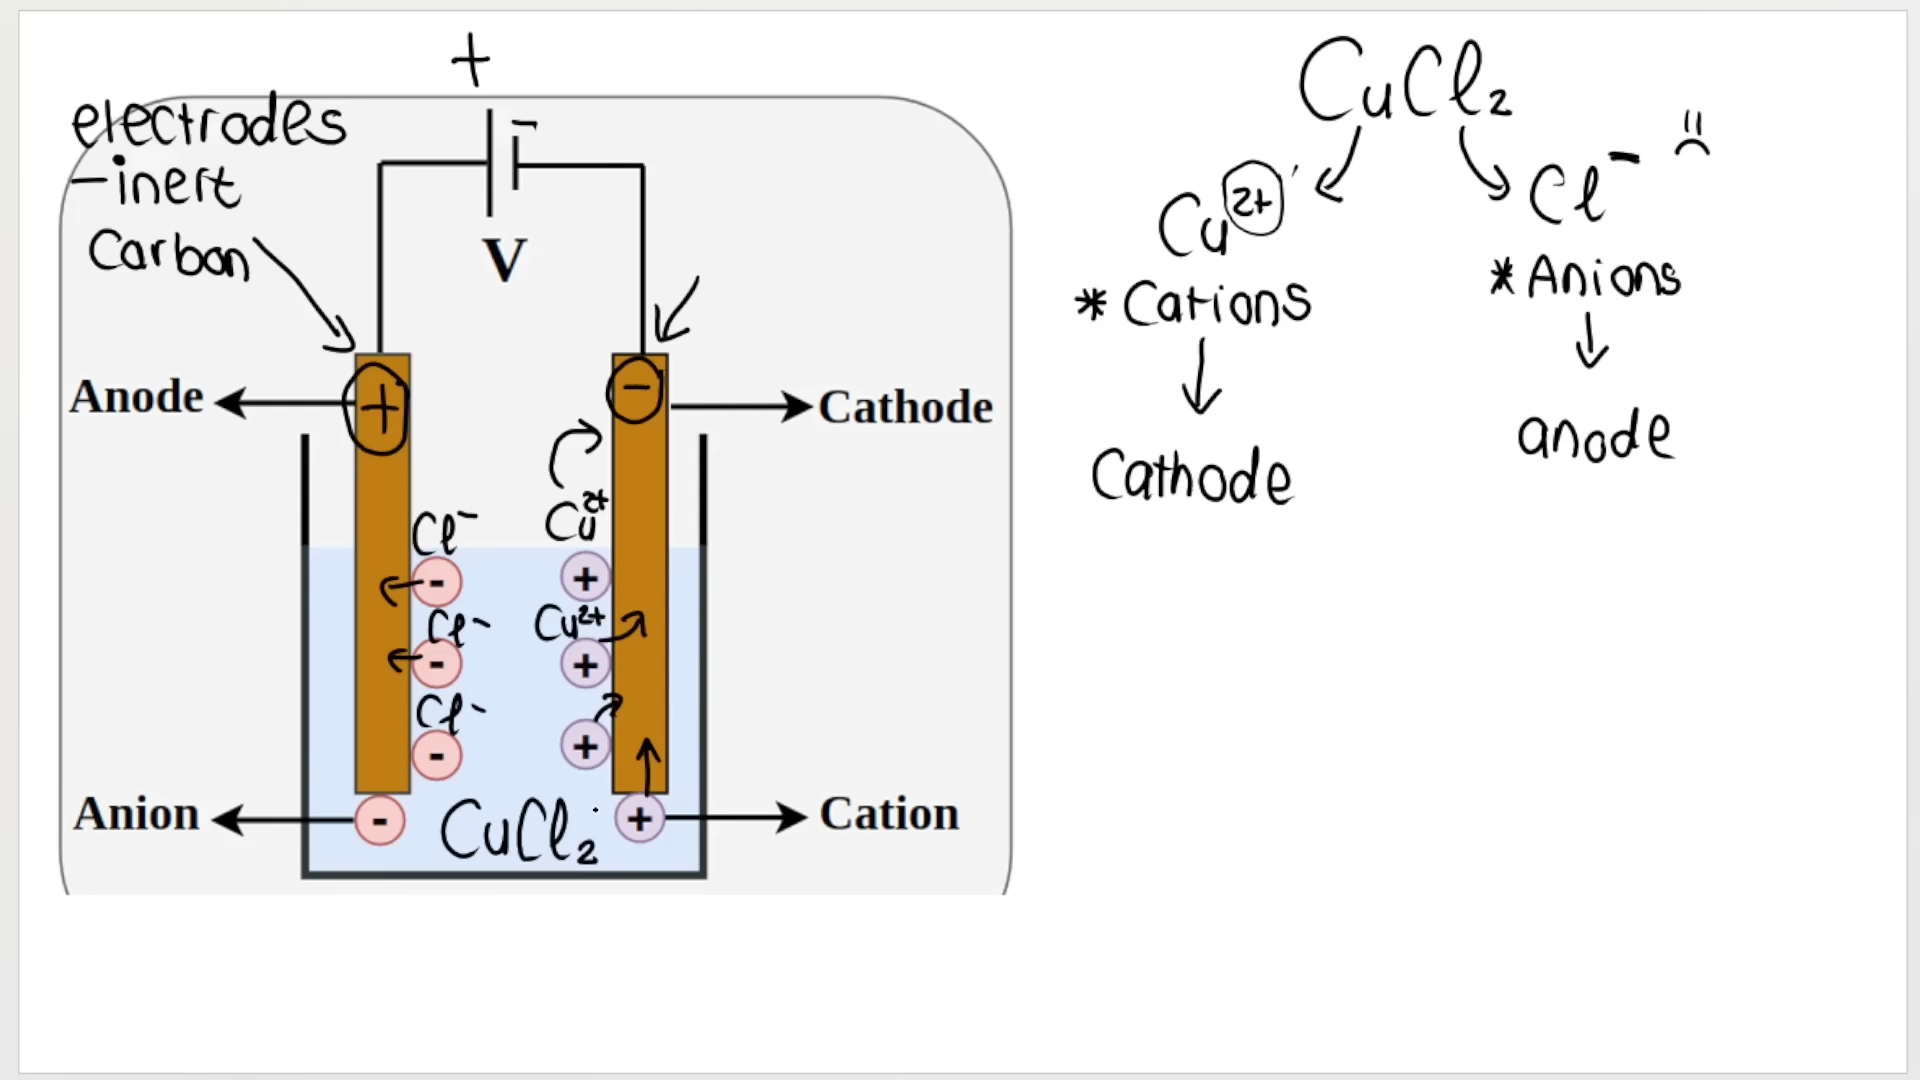 +
electrodes
-
- inert
Carbon
V
+
-
Anode
Cathode
Cl⁻
Cu²⁺
-
+
Cl⁻
Cu²⁺
-
+
Cl⁻
-
+
Anion
-
CuCl₂
+
Cation
CuCl₂
Cu²⁺
Cl⁻
* Cations
* Anions
Cathode
anode